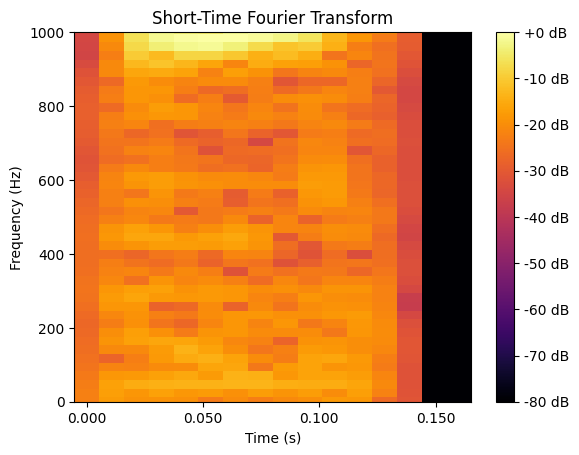 Short-Time Fourier Transform
1000
800
600
400
200
0
Frequency (Hz)
0.000
0.050
0.100
0.150
Time (s)
+0 dB
-10 dB
-20 dB
-30 dB
-40 dB
-50 dB
-60 dB
-70 dB
-80 dB